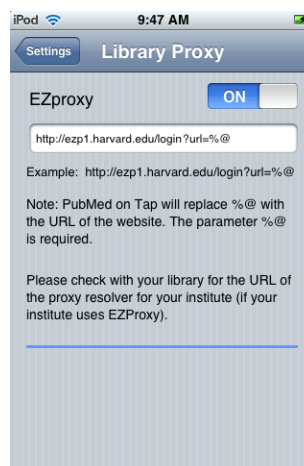 iPod 9:47 AM
Settings Library Proxy
EZproxy ON
http://ezp1.harvard.edu/login?url=%@
Example: http://ezp1.harvard.edu/login?url=%@
Note: PubMed on Tap will replace %@ with
the URL of the website. The parameter %@
is required.
Please check with your library for the URL of
the proxy resolver for your institute (if your
institute uses EZProxy).